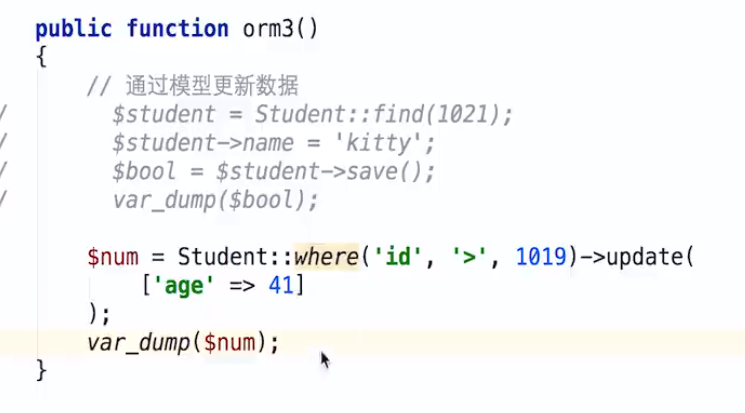 public function orm3()
{
// 通过模型更新数据
/ $student = Student::find(1021);
/ $student->name = 'kitty';
/ $bool = $student->save();
/ var_dump($bool);
$num = Student::where('id', '>', 1019)->update(
['age' => 41]
);
var_dump($num);
}